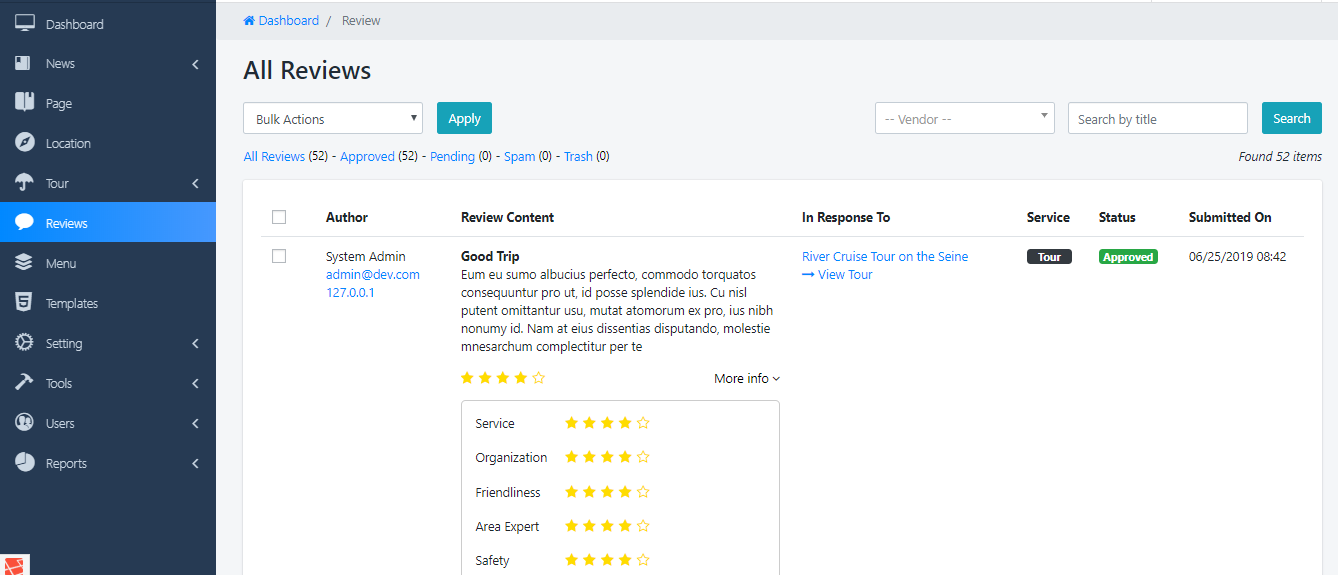 Dashboard
News
Page
Location
Tour
Reviews
Menu
Templates
Setting
Tools
Users
Reports
Dashboard / Review
All Reviews
Bulk Actions
Apply
-- Vendor --
Search by title
Search
All Reviews (52) - Approved (52) - Pending (0) - Spam (0) - Trash (0)
Found 52 items
Author Review Content In Response To Service Status Submitted On
System Admin
admin@dev.com
127.0.0.1
Good Trip
Eum eu sumo albucius perfecto, commodo torquatos
consequuntur pro ut, id posse splendide ius. Cu nisl
putent omittantur usu, mutat atomorum ex pro, ius nibh
nonumy id. Nam at eius dissentias disputando, molestie
mnesarchum complectitur per te
More info
Service
Organization
Friendliness
Area Expert
Safety
River Cruise Tour on the Seine
View Tour
Tour
Approved
06/25/2019 08:42